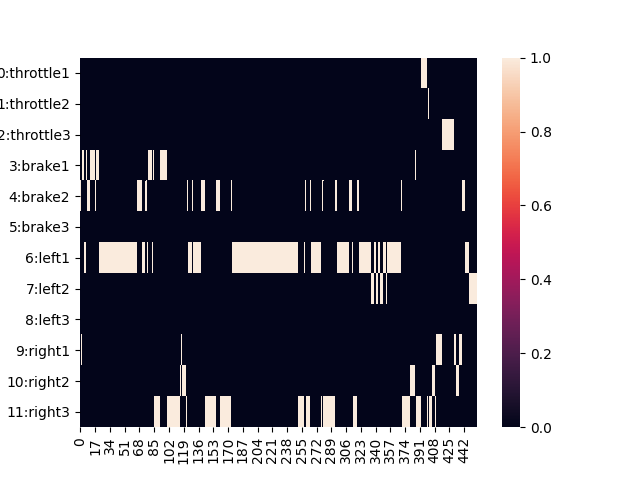 0:throttle1
1:throttle2
2:throttle3
3:brake1
4:brake2
5:brake3
6:left1
7:left2
8:left3
9:right1
10:right2
11:right3
0 17 34 51 68 85 102 119 136 153 170 187 204 221 238 255 272 289 306 323 340 357 374 391 408 425 442
1.0
0.8
0.6
0.4
0.2
0.0